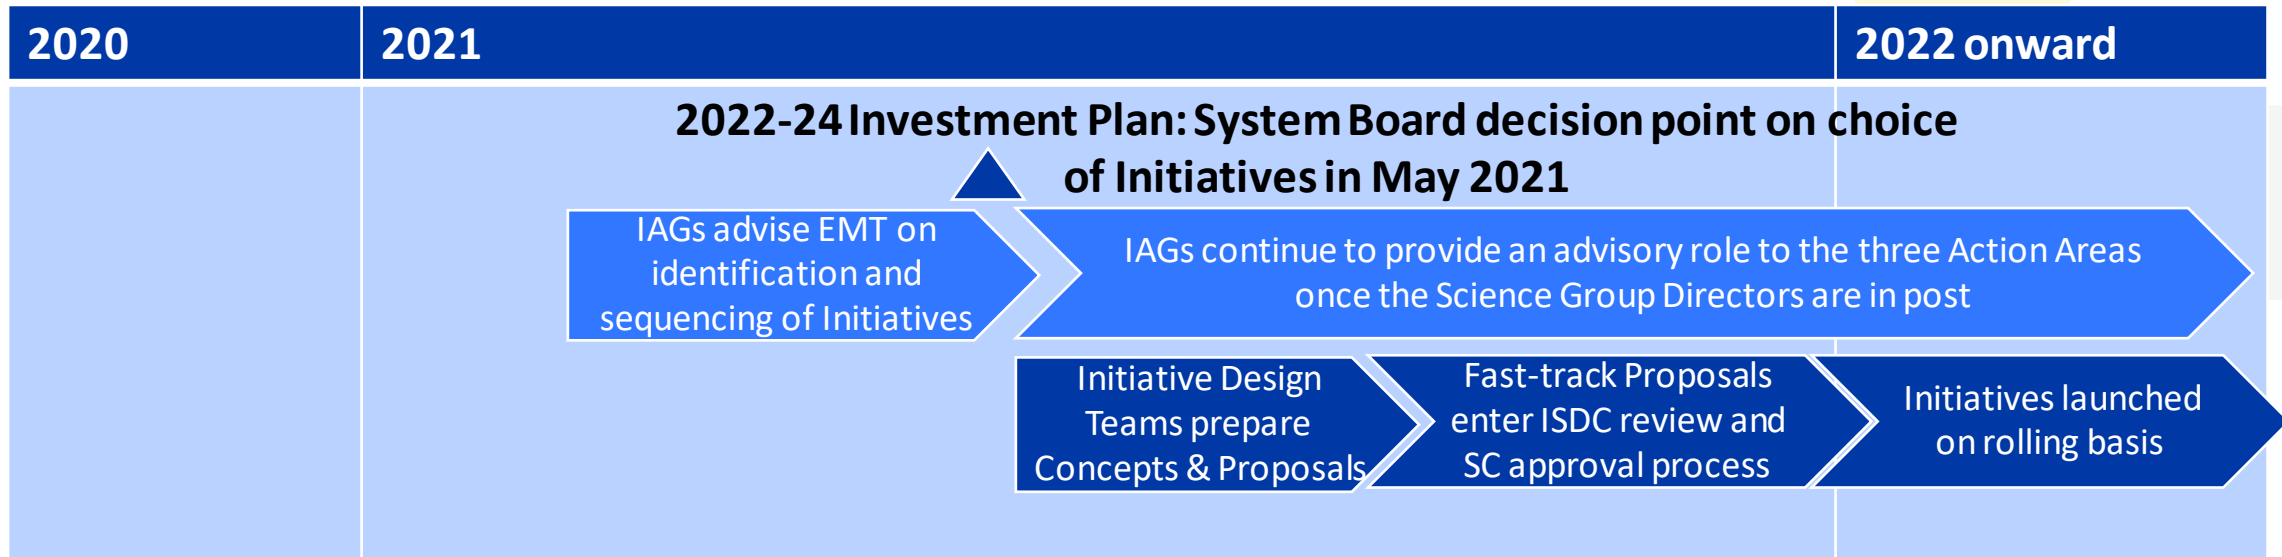 2020
2021
2022 onward
2022-24 Investment Plan: System Board decision point on choice
of Initiatives in May 2021
IAGs advise EMT on
identification and
sequencing of Initiatives
IAGs continue to provide an advisory role to the three Action Areas
once the Science Group Directors are in post
Initiative Design
Teams prepare
Concepts & Proposals
Fast-track Proposals
enter ISDC review and
SC approval process
Initiatives launched
on rolling basis